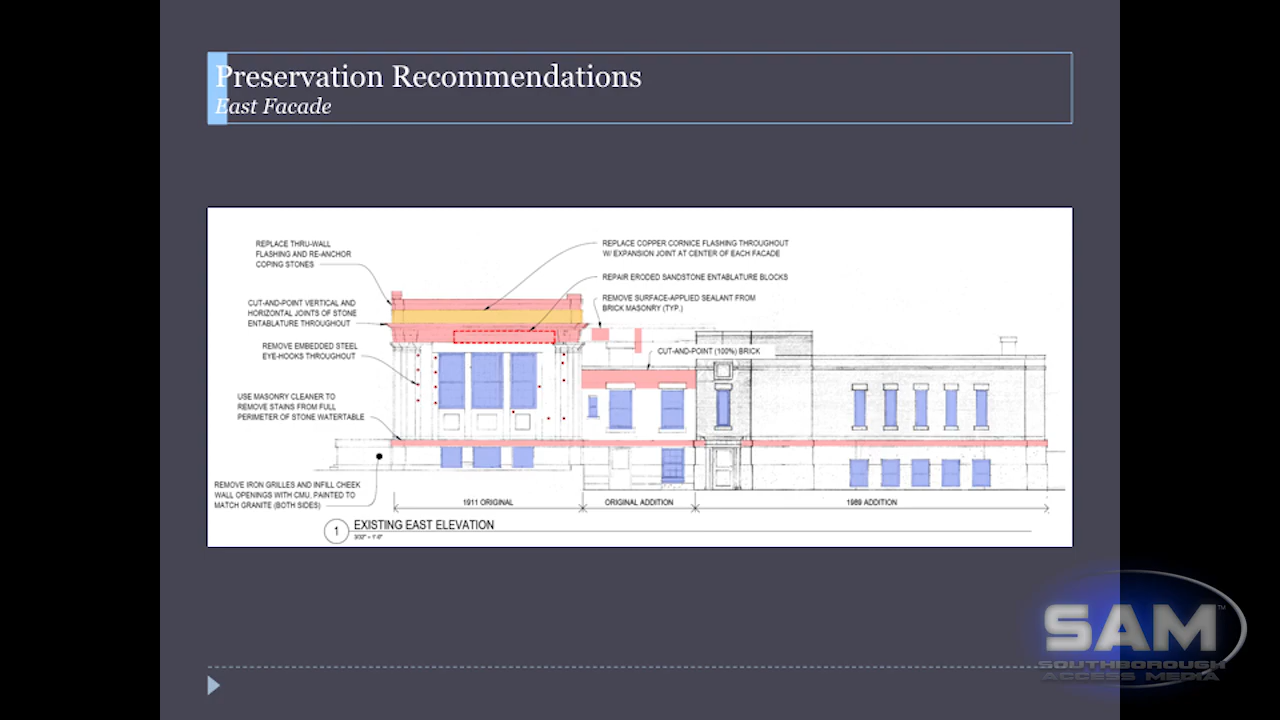 Preservation Recommendations
East Facade
REPLACE THRU-WALL
FLASHING AND RE-ANCHOR
COPING STONES
REPLACE COPPER CORNICE FLASHING THROUGHOUT
W/ EXPANSION JOINT AT CENTER OF EACH FACADE
REPAIR ERODED SANDSTONE ENTABLATURE BLOCKS
CUT-AND-POINT VERTICAL AND
HORIZONTAL JOINTS OF STONE
ENTABLATURE THROUGHOUT
REMOVE SURFACE-APPLIED SEALANT FROM
BRICK MASONRY (TYP.)
REMOVE EMBEDDED STEEL
EYE-HOOKS THROUGHOUT
CUT-AND-POINT (100%) BRICK
USE MASONRY CLEANER TO
REMOVE STAINS FROM FULL
PERIMETER OF STONE WATERTABLE
REMOVE IRON GRILLES AND INFILL CHEEK
WALL OPENINGS WITH CMU, PAINTED TO
MATCH GRANITE (BOTH SIDES)
1911 ORIGINAL
ORIGINAL ADDITION
1989 ADDITION
1
EXISTING EAST ELEVATION
3/32" = 1'-0"
SAM™
SOUTHBOROUGH
ACCESS MEDIA